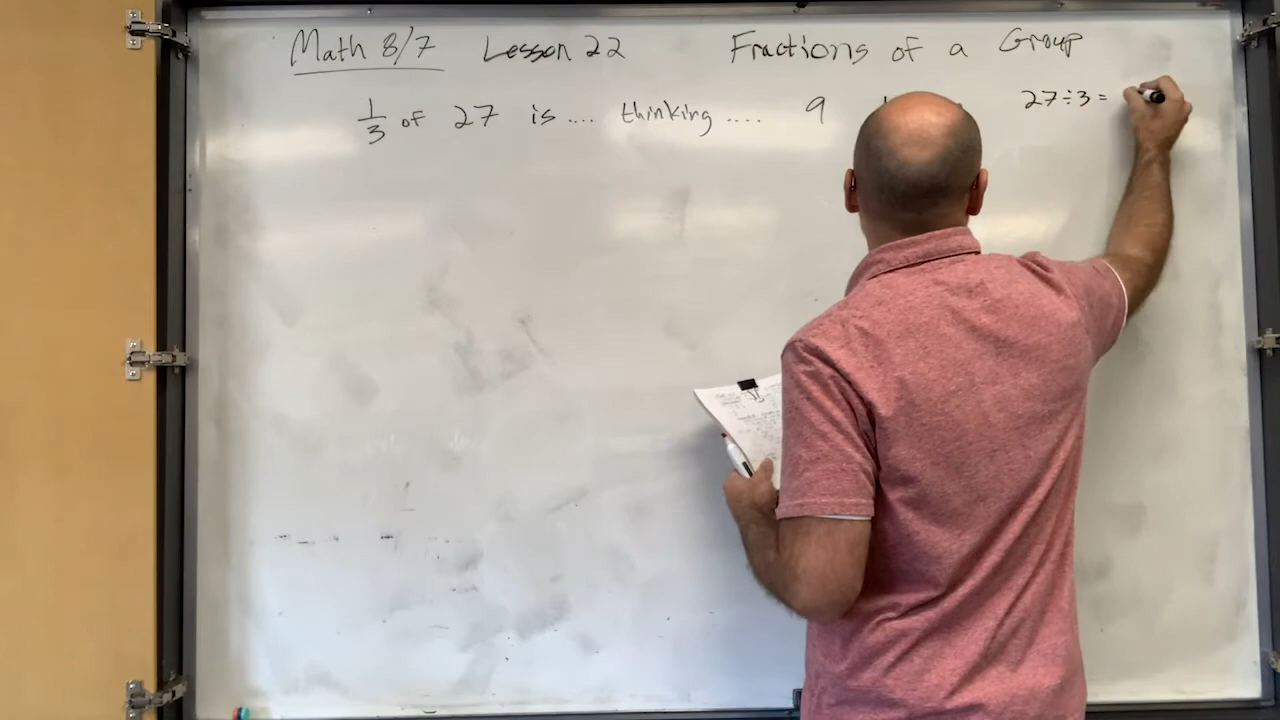 Math 8/7 Lesson 22 Fractions of a Group
1/3 of 27 is.... thinking .... 9 27÷3=